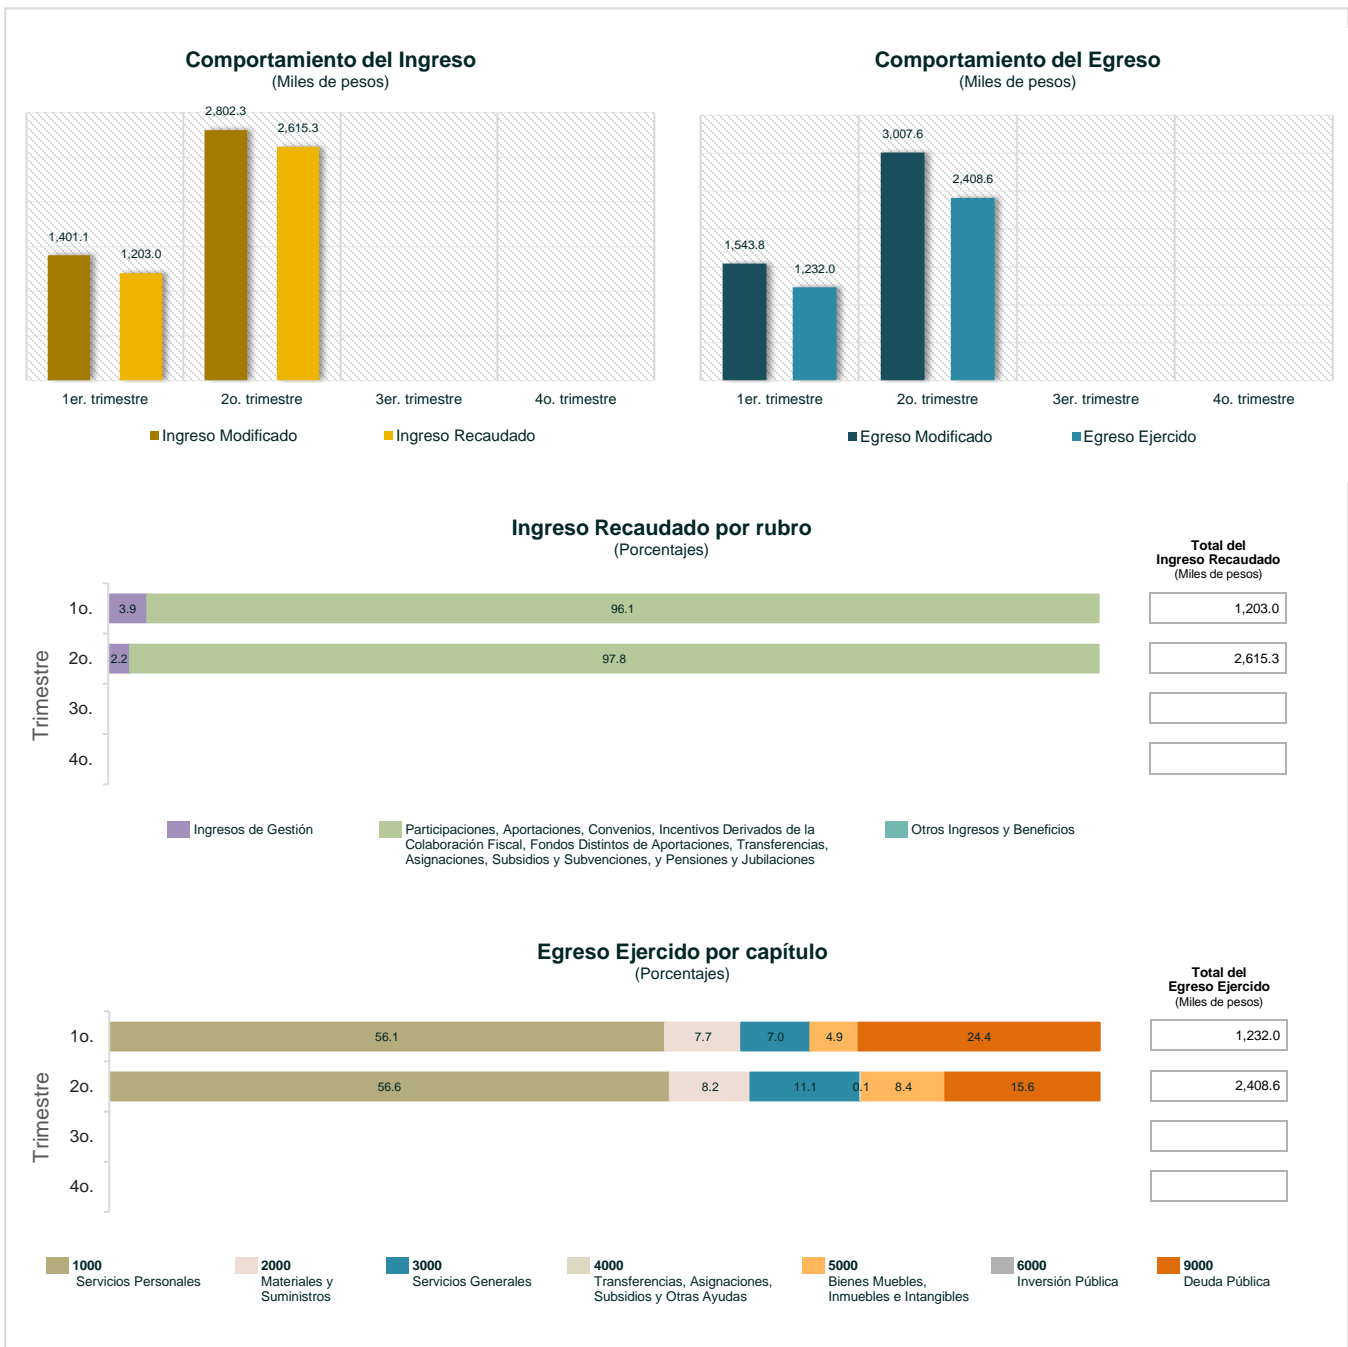 Comportamiento del Ingreso
(Miles de pesos)
2,802.3
2,615.3
1,401.1
1,203.0
1er. trimestre 2o. trimestre 3er. trimestre 4o. trimestre
Ingreso Modificado Ingreso Recaudado
Comportamiento del Egreso
(Miles de pesos)
3,007.6
2,408.6
1,543.8
1,232.0
1er. trimestre 2o. trimestre 3er. trimestre 4o. trimestre
Egreso Modificado Egreso Ejercido
Ingreso Recaudado por rubro
(Porcentajes)
Total del
Ingreso Recaudado
(Miles de pesos)
Trimestre
1o. 3.9 96.1 1,203.0
2o. 2.2 97.8 2,615.3
3o.
4o.
Ingresos de Gestión
Participaciones, Aportaciones, Convenios, Incentivos Derivados de la
Colaboración Fiscal, Fondos Distintos de Aportaciones, Transferencias,
Asignaciones, Subsidios y Subvenciones, y Pensiones y Jubilaciones
Otros Ingresos y Beneficios
Egreso Ejercido por capítulo
(Porcentajes)
Total del
Egreso Ejercido
(Miles de pesos)
Trimestre
1o. 56.1 7.7 7.0 4.9 24.4 1,232.0
2o. 56.6 8.2 11.1 0.1 8.4 15.6 2,408.6
3o.
4o.
1000
Servicios Personales
2000
Materiales y
Suministros
3000
Servicios Generales
4000
Transferencias, Asignaciones,
Subsidios y Otras Ayudas
5000
Bienes Muebles,
Inmuebles e Intangibles
6000
Inversión Pública
9000
Deuda Pública